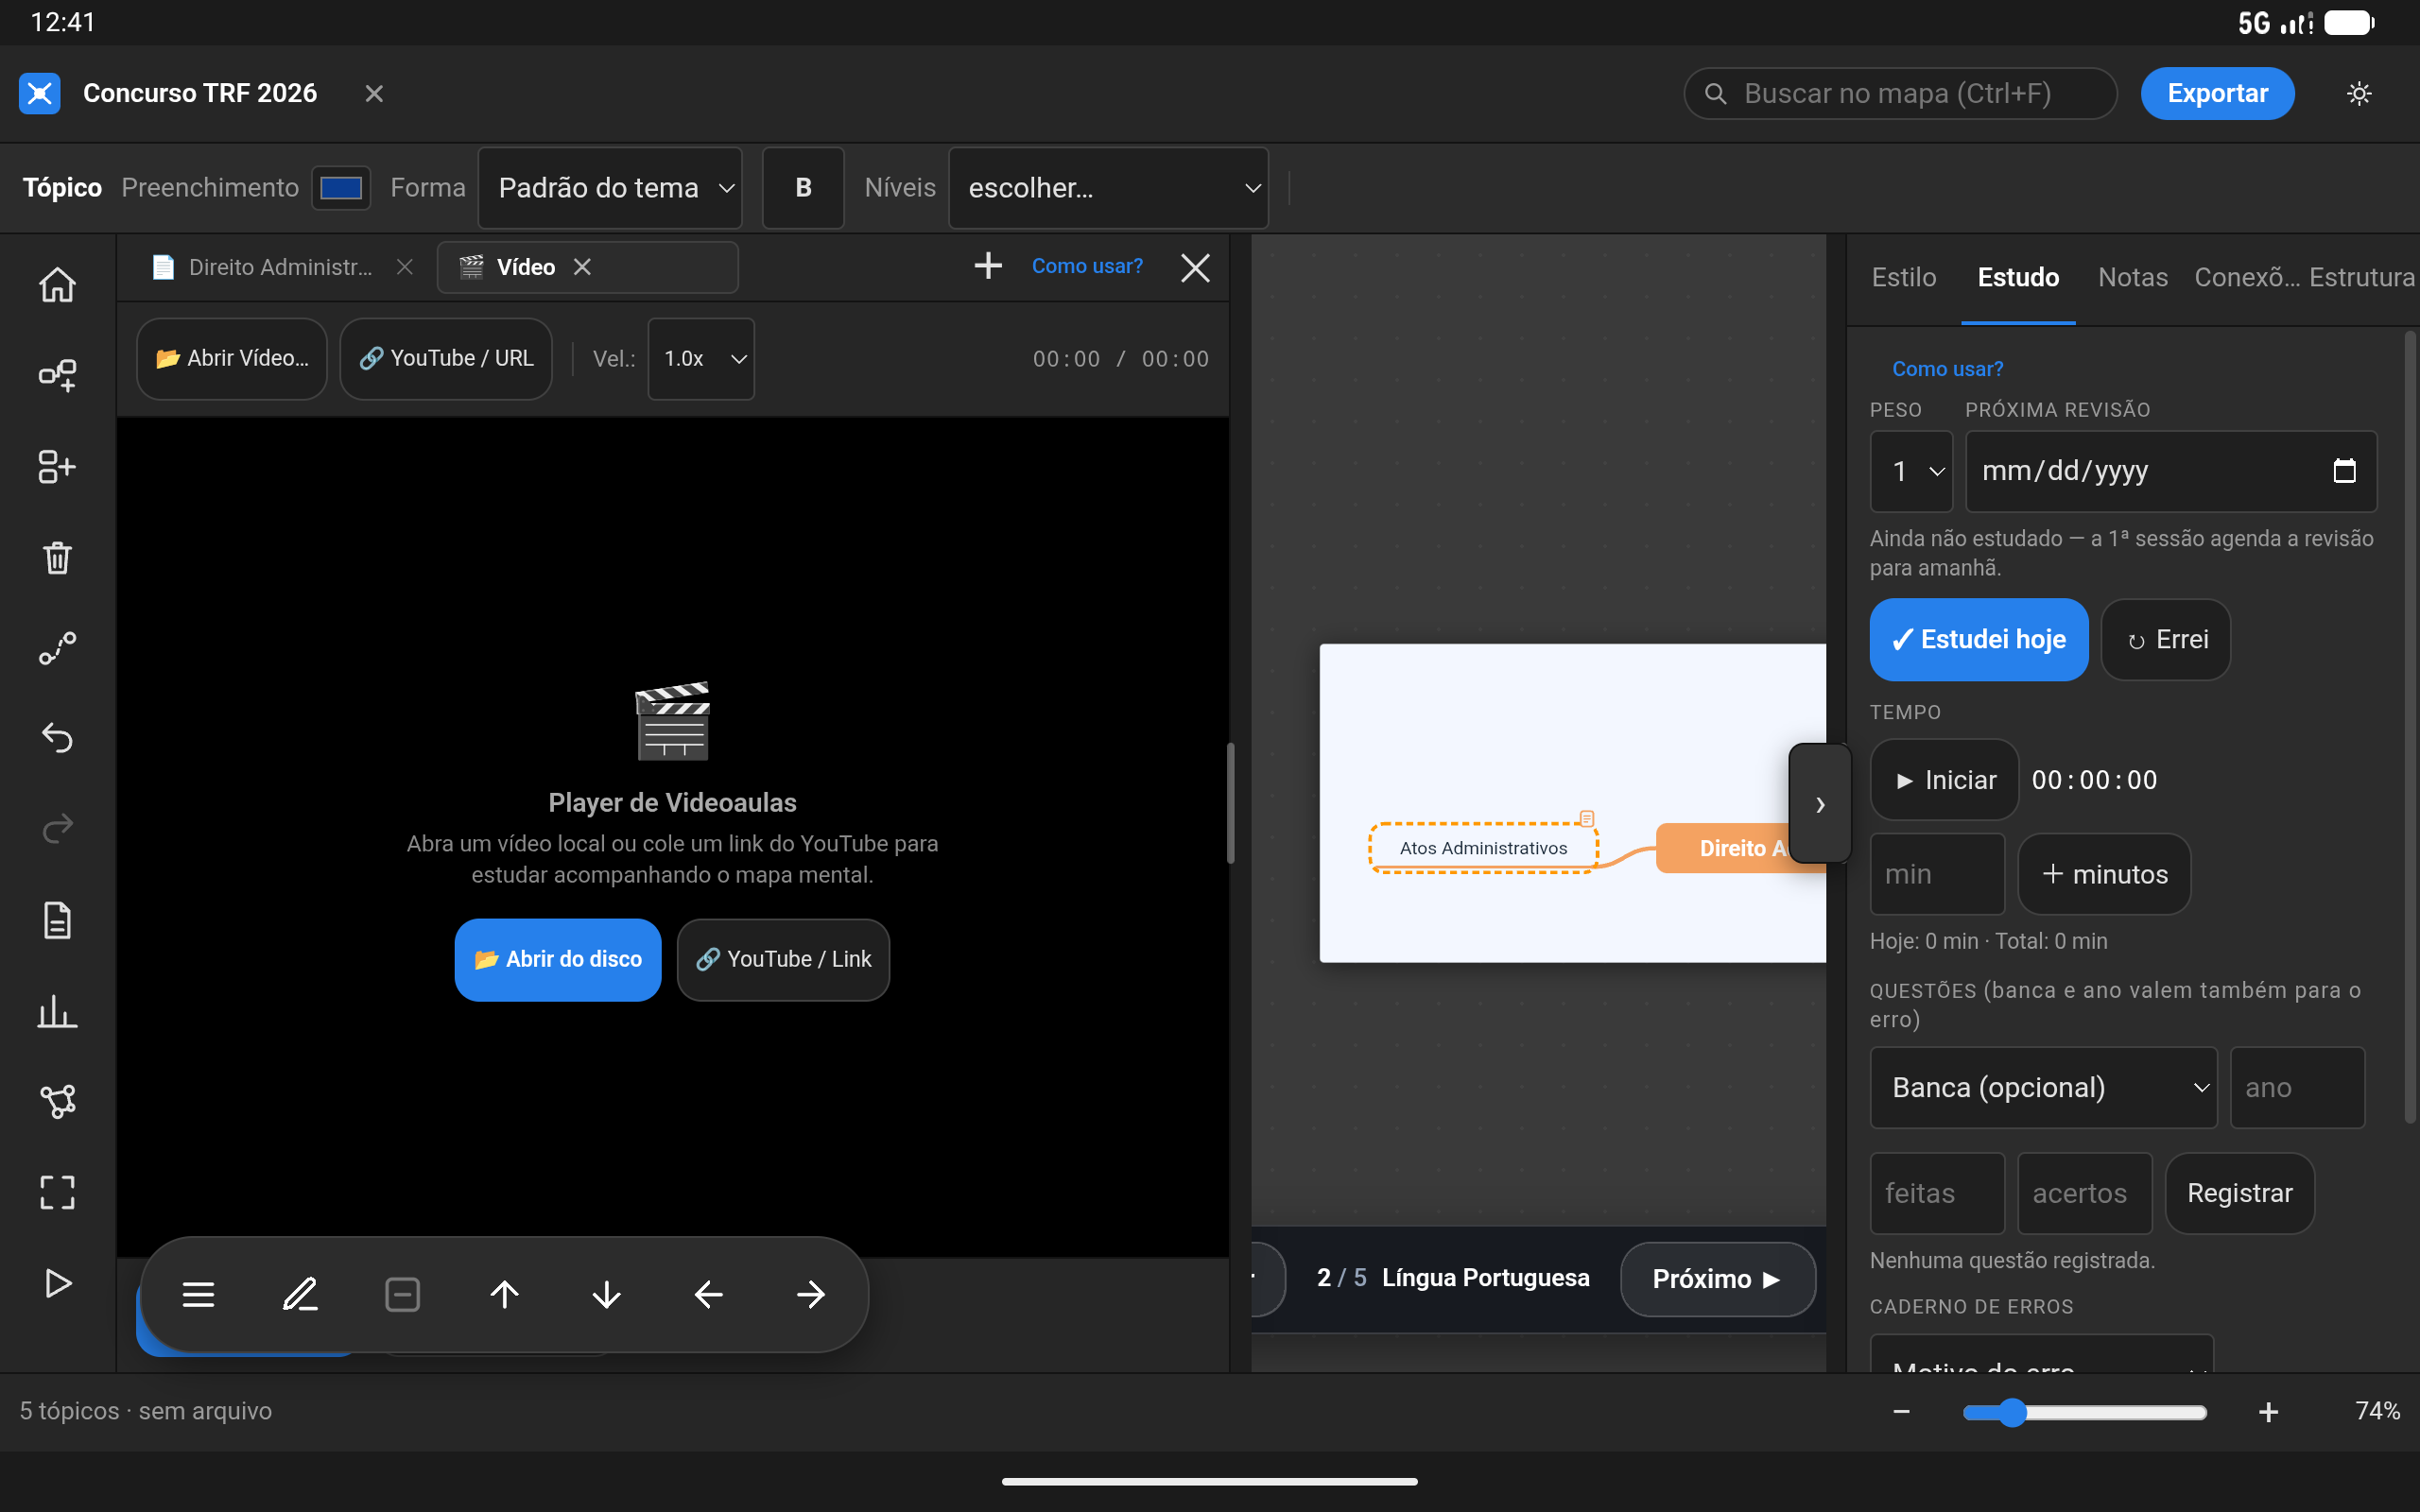 12:41
5G
Concurso TRF 2026
Buscar no mapa (Ctrl+F)
Exportar
Tópico Preenchimento Forma Padrão do tema B Níveis escolher...
Direito Administr... Vídeo Como usar?
Abrir Vídeo... YouTube / URL Vel.: 1.0x 00:00 / 00:00
Player de Videoaulas
Abra um vídeo local ou cole um link do YouTube para
estudar acompanhando o mapa mental.
Abrir do disco YouTube / Link
Atos Administrativos
Direito A
2 / 5 Língua Portuguesa Próximo ►
Estilo Estudo Notas Conexõ... Estrutura
Como usar?
PESO PRÓXIMA REVISÃO
1 mm/dd/yyyy
Ainda não estudado — a 1ª sessão agenda a revisão
para amanhã.
✓ Estudei hoje ↻ Errei
TEMPO
► Iniciar 00:00:00
min + minutos
Hoje: 0 min · Total: 0 min
QUESTÕES (banca e ano valem também para o
erro)
Banca (opcional) ano
feitas acertos Registrar
Nenhuma questão registrada.
CADERNO DE ERROS
5 tópicos · sem arquivo
74%